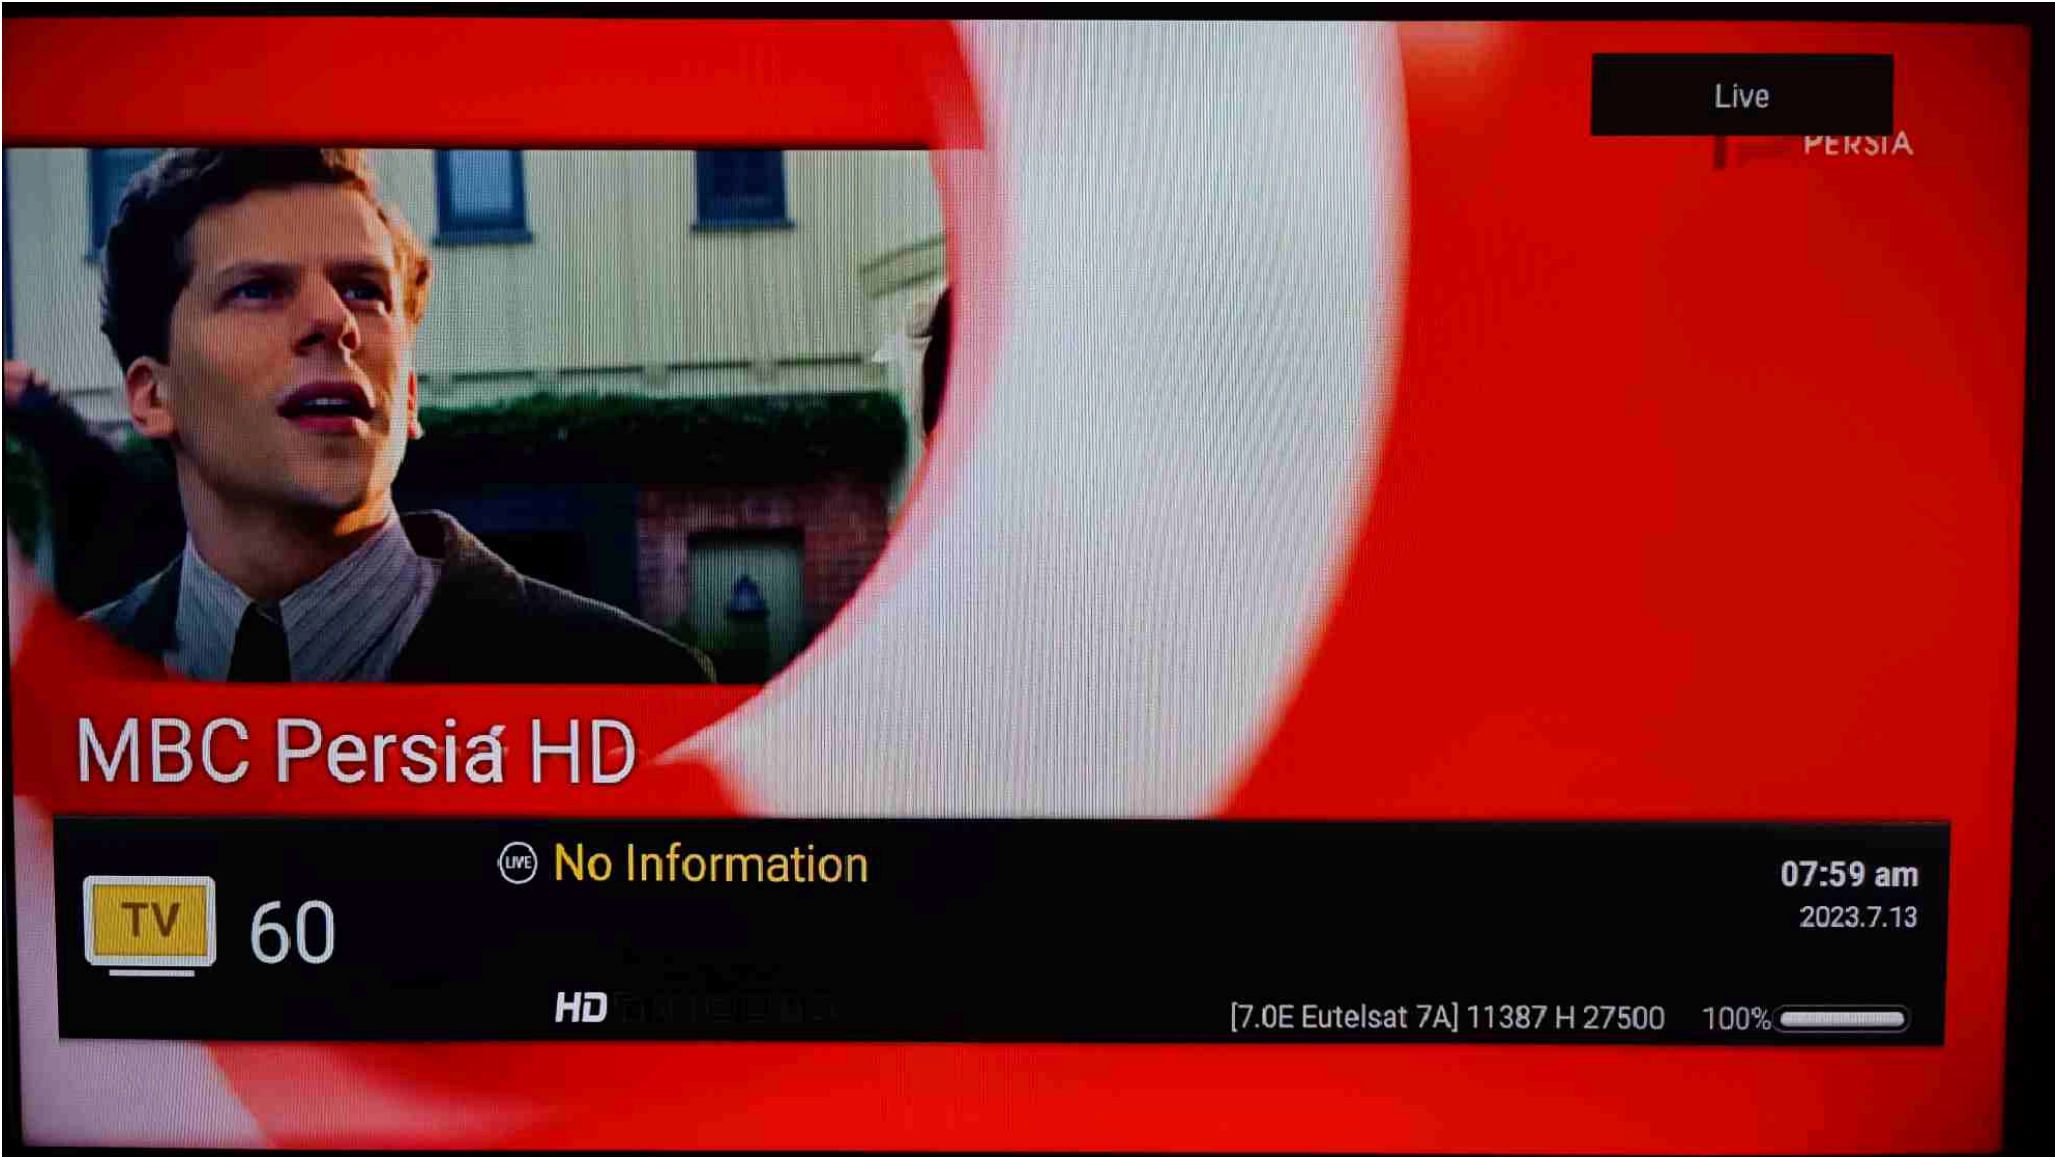 Live
PERSIA
MBC Persia HD
LIVE No Information
TV 60
07:59 am
2023.7.13
HD
[7.0E Eutelsat 7A] 11387 H 27500 100%